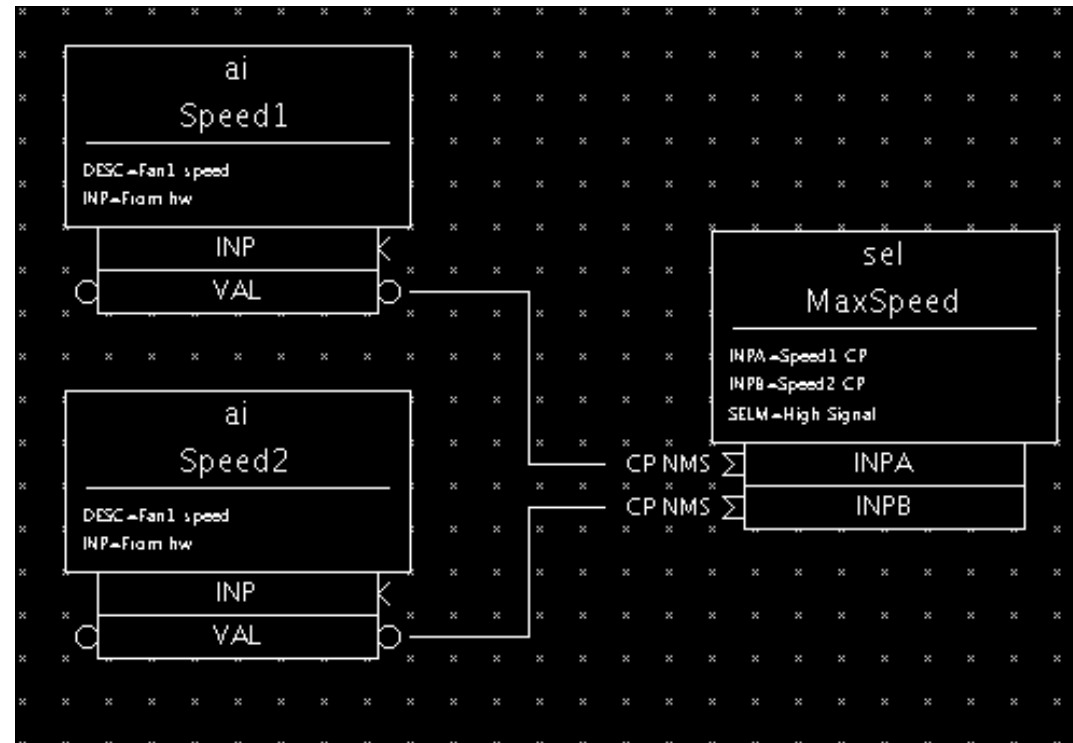 ai
Speed1
DESC=Fan1 speed
INP=From hw
INP
VAL
ai
Speed2
DESC=Fan1 speed
INP=From hw
INP
VAL
sel
MaxSpeed
INPA=Speed1 CP
INPB=Speed2 CP
SELM=High Signal
CP NMS INPA
CP NMS INPB